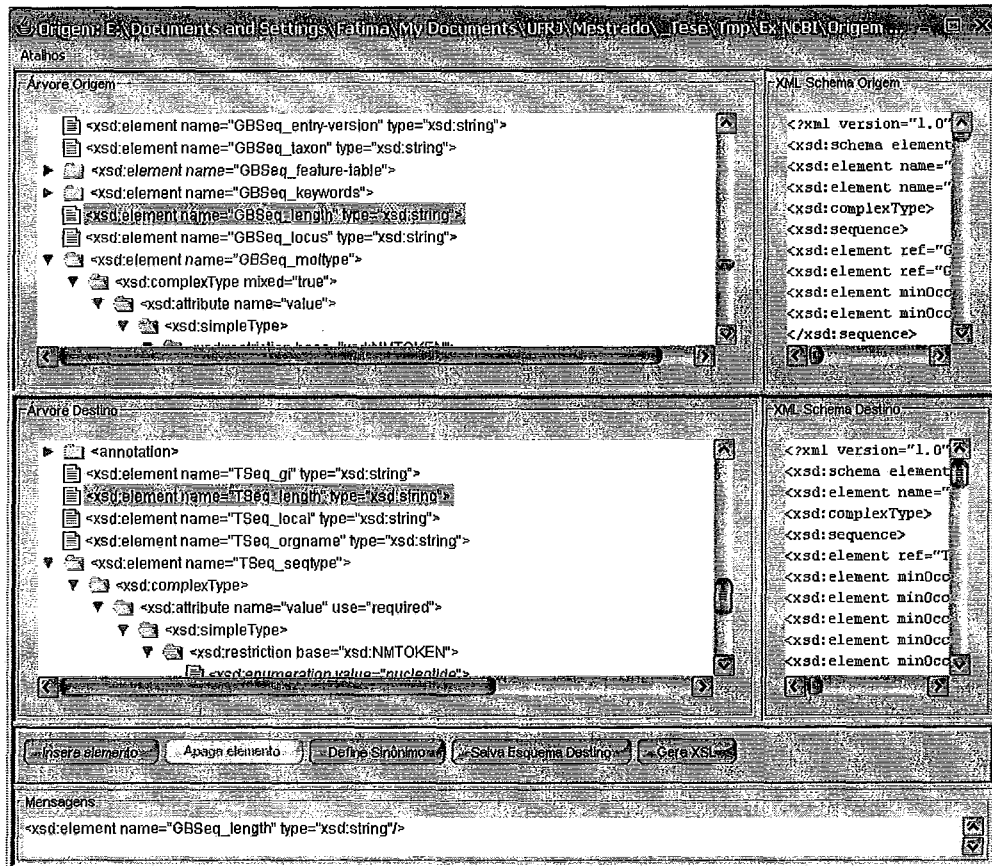 Origem: E:\Documents and Settings\Fatima\My Documents\UFRJ\Mestrado\_Tese\Tmp\Ex\NCBI\Origem
Atalhos
Árvore Origem
<xsd:element name="GBSeq_entry-version" type="xsd:string">
<xsd:element name="GBSeq_taxon" type="xsd:string">
<xsd:element name="GBSeq_feature-table">
<xsd:element name="GBSeq_keywords">
<xsd:element name="GBSeq_length" type="xsd:string">
<xsd:element name="GBSeq_locus" type="xsd:string">
<xsd:element name="GBSeq_moltype">
<xsd:complexType mixed="true">
<xsd:attribute name="value">
<xsd:simpleType>
<xsd:restriction base="xsd:NMTOKEN">
XML Schema Origem
<?xml version="1.0"
<xsd:schema element
<xsd:element name="
<xsd:element name="
<xsd:complexType>
<xsd:sequence>
<xsd:element ref="G
<xsd:element ref="G
<xsd:element minOcc
<xsd:element minOcc
</xsd:sequence>
Árvore Destino
<annotation>
<xsd:element name="TSeq_gi" type="xsd:string">
<xsd:element name="TSeq_length" type="xsd:string">
<xsd:element name="TSeq_local" type="xsd:string">
<xsd:element name="TSeq_orgname" type="xsd:string">
<xsd:element name="TSeq_seqtype">
<xsd:complexType>
<xsd:attribute name="value" use="required">
<xsd:simpleType>
<xsd:restriction base="xsd:NMTOKEN">
<xsd:enumeration value="nucleotide">
XML Schema Destino
<?xml version="1.0"
<xsd:schema element
<xsd:element name="
<xsd:complexType>
<xsd:sequence>
<xsd:element ref="T
<xsd:element minOcc
<xsd:element minOcc
<xsd:element minOcc
<xsd:element minOcc
<xsd:element minOcc
Insere elemento Apaga elemento Define Sinônimo Salva Esquema Destino Gera XSL
Mensagens
<xsd:element name="GBSeq_length" type="xsd:string"/>